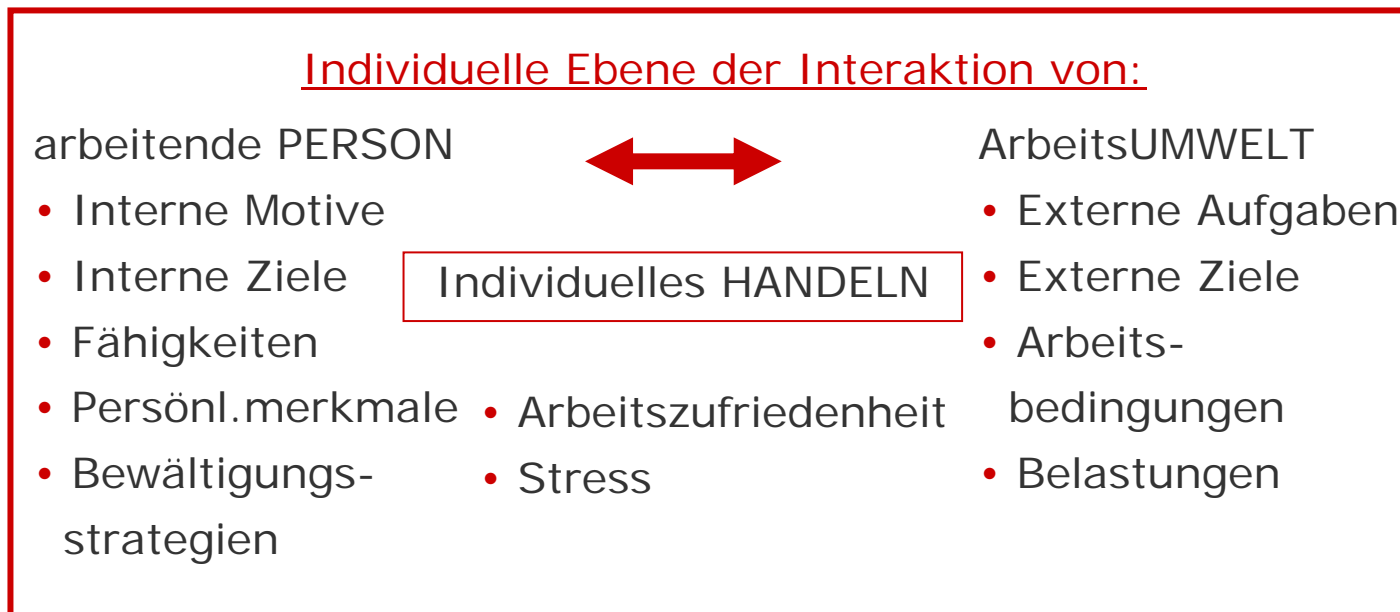 Individuelle Ebene der Interaktion von:
arbeitende PERSON
• Interne Motive
• Interne Ziele
• Fähigkeiten
• Persönl.merkmale
• Bewältigungs-
strategien
Individuelles HANDELN
• Arbeitszufriedenheit
• Stress
ArbeitsUMWELT
• Externe Aufgaben
• Externe Ziele
• Arbeits-
bedingungen
• Belastungen